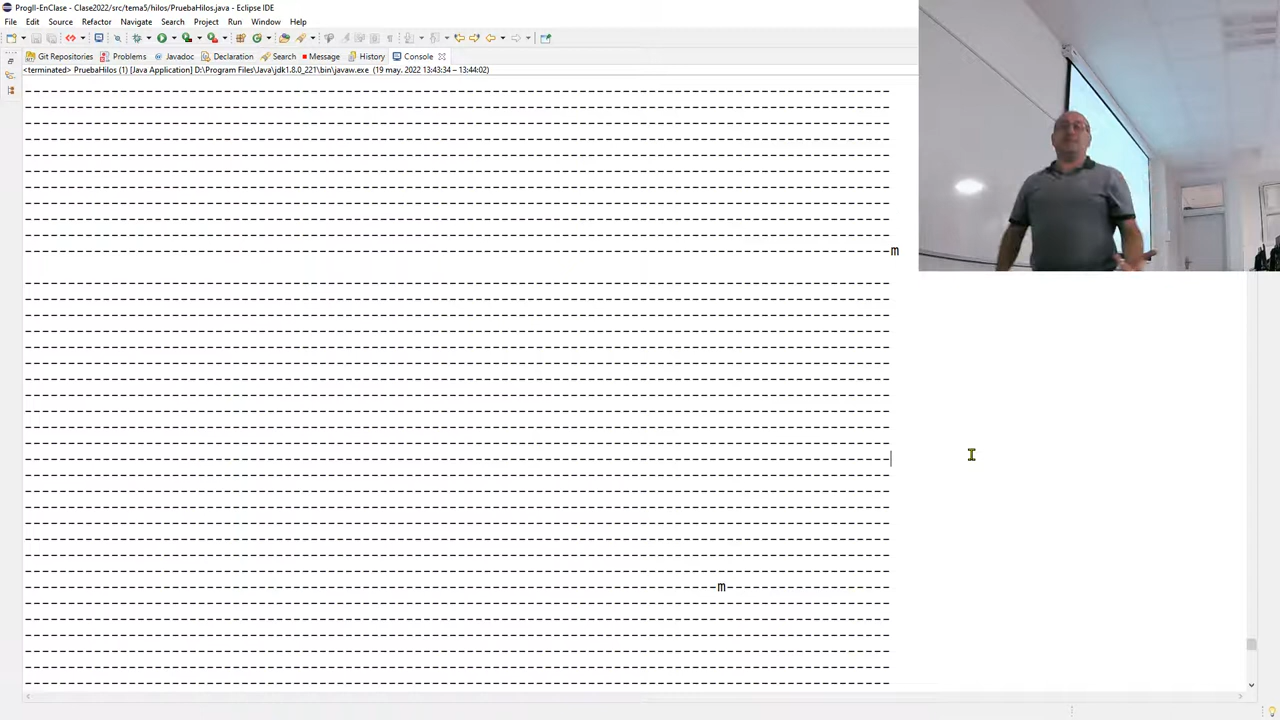 ProgII-EnClase - Clase2022/src/tema5/hilos/PruebaHilos.java - Eclipse IDE
File Edit Source Refactor Navigate Search Project Run Window Help
Git Repositories Problems Javadoc Declaration Search Message History Console
<terminated> PruebaHilos (1) [Java Application] D:\Program Files\Java\jdk1.8.0_221\bin\javaw.exe (19 may. 2022 13:43:34 – 13:44:02)
m
m